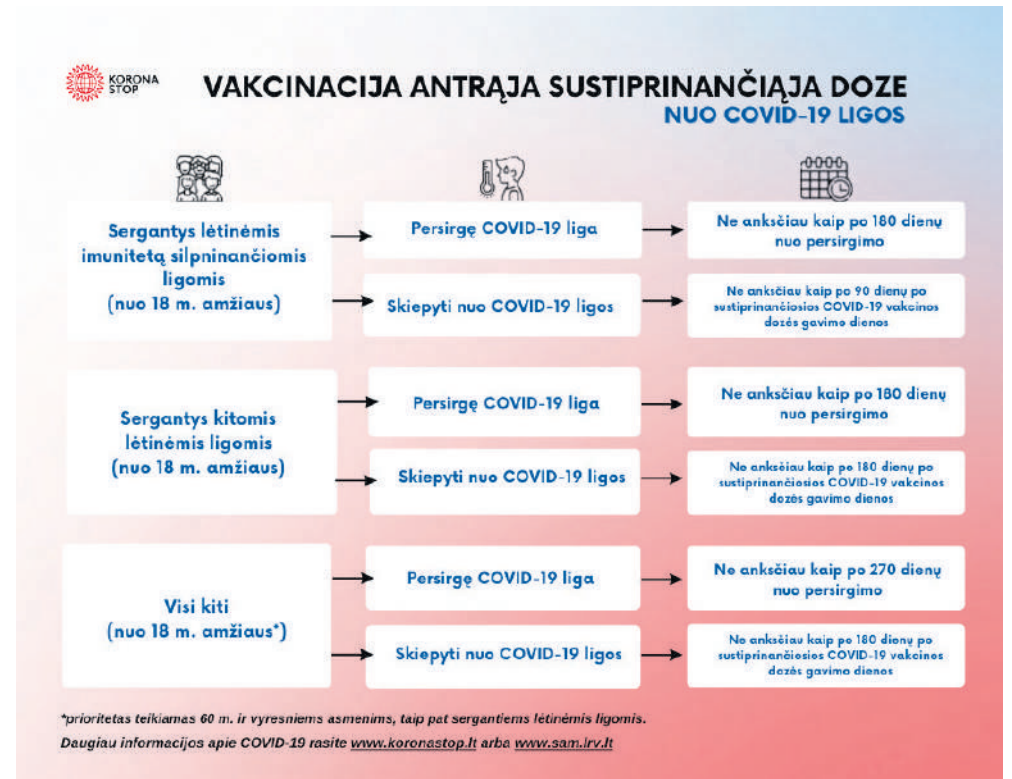 KORONA
STOP
VAKCINACIJA ANTRĄJA SUSTIPRINANČIĄJA DOZE
NUO COVID-19 LIGOS
Sergantys lėtinėmis
imunitetą silpninančiomis
ligomis
(nuo 18 m. amžiaus)
Persirgę COVID-19 liga
Ne anksčiau kaip po 180 dienų
nuo persirgimo
Skiepyti nuo COVID-19 ligos
Ne anksčiau kaip po 90 dienų po
sustiprinančiosios COVID-19 vakcinos
dozės gavimo dienos
Sergantys kitomis
lėtinėmis ligomis
(nuo 18 m. amžiaus)
Persirgę COVID-19 liga
Ne anksčiau kaip po 180 dienų
nuo persirgimo
Skiepyti nuo COVID-19 ligos
Ne anksčiau kaip po 180 dienų po
sustiprinančiosios COVID-19 vakcinos
dozės gavimo dienos
Visi kiti
(nuo 18 m. amžiaus*)
Persirgę COVID-19 liga
Ne anksčiau kaip po 270 dienų
nuo persirgimo
Skiepyti nuo COVID-19 ligos
Ne anksčiau kaip po 180 dienų po
sustiprinančiosios COVID-19 vakcinos
dozės gavimo dienos
*prioritetas teikiamas 60 m. ir vyresniems asmenims, taip pat sergantiems lėtinėmis ligomis.
Daugiau informacijos apie COVID-19 rasite www.koronastop.lt arba www.sam.lrv.lt